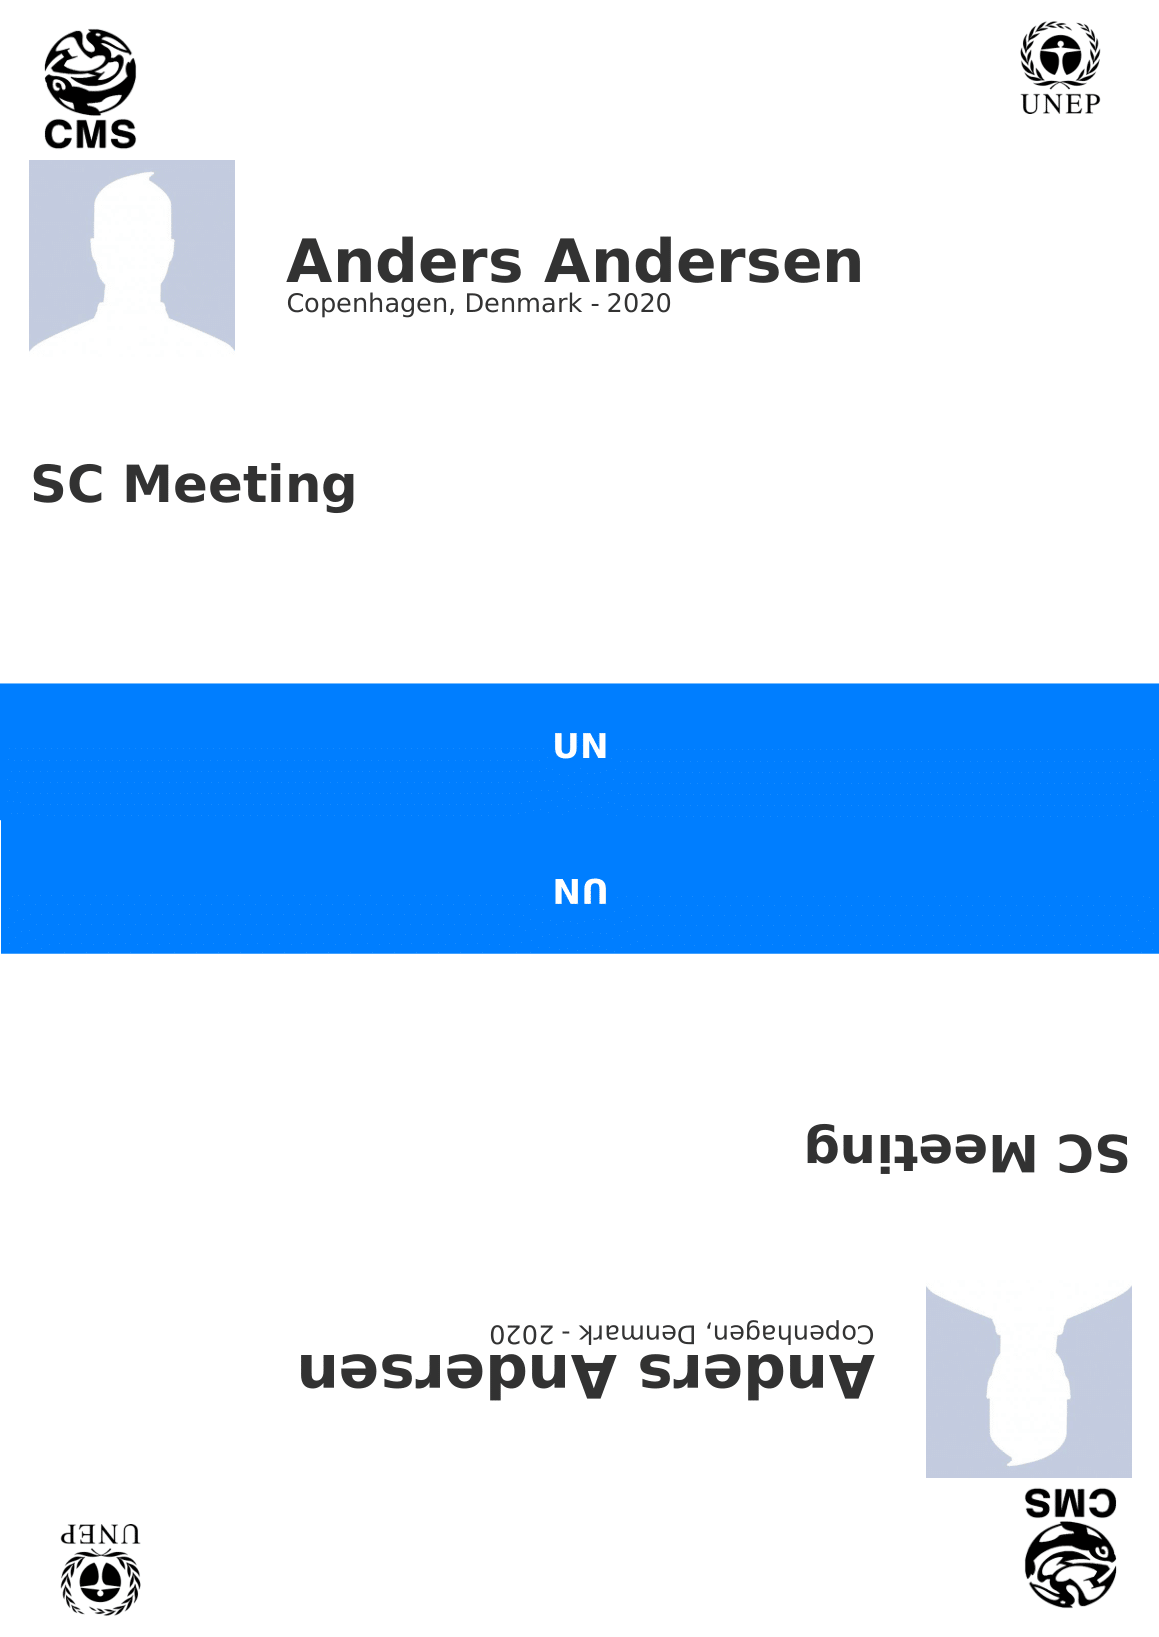 CMS
UNEP
Anders Andersen
Copenhagen, Denmark - 2020
SC Meeting
UN
UN
SC Meeting
Copenhagen, Denmark - 2020
Anders Andersen
CMS
UNEP